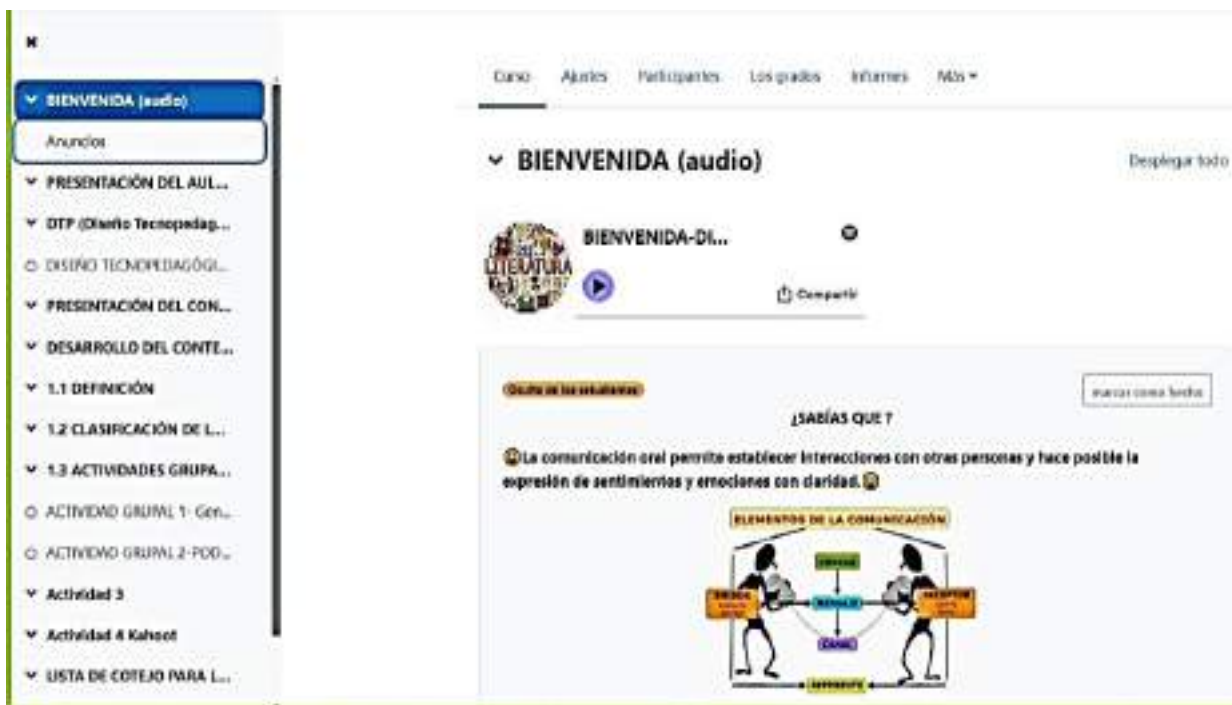 BIENVENIDA (audio)
Anuncios
PRESENTACIÓN DEL AUL...
DTP (Diseño Tecnopedag...
DISEÑO TECNOPEDAGÓGI...
PRESENTACIÓN DEL CON...
DESARROLLO DEL CONTE...
1.1 DEFINICIÓN
1.2 CLASIFICACIÓN DE L...
1.3 ACTIVIDADES GRUPA...
ACTIVIDAD GRUPAL 1- Gen...
ACTIVIDAD GRUPAL 2-POD...
Actividad 3
Actividad 4 Kahoot
LISTA DE COTEJO PARA L...
Curso Ajustes Participantes Los grados Informes Más
BIENVENIDA (audio)
Desplegar todo
BIENVENIDA-DI...
LITERATURA
Compartir
Oculto de los estudiantes
marcar como hecho
¿SABÍAS QUE ?
La comunicación oral permite establecer interacciones con otras personas y hace posible la
expresión de sentimientos y emociones con claridad.
ELEMENTOS DE LA COMUNICACIÓN
CÓDIGO
EMISOR
MENSAJE
RECEPTOR
CANAL
REFERENTE